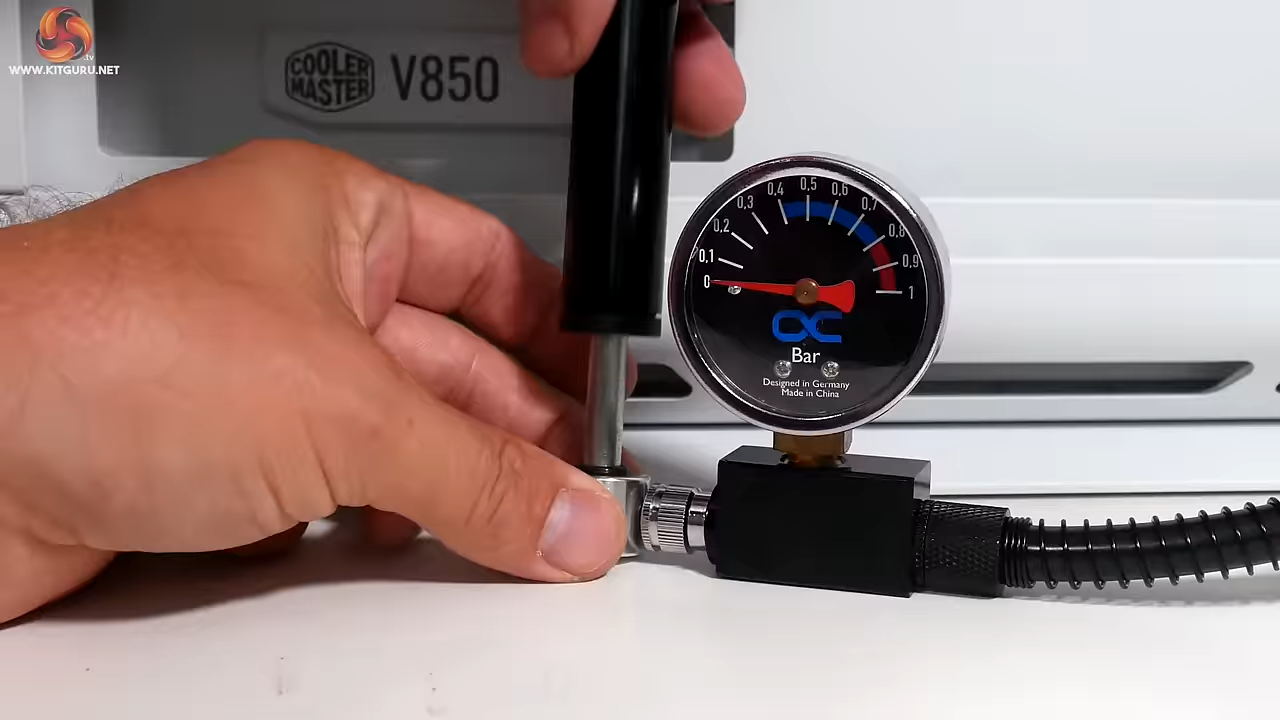 .tv
WWW.KITGURU.NET
COOLER
MASTER
V850
0
0,1
0,2
0,3
0,4
0,5
0,6
0,7
0,8
0,9
1
Bar
Designed in Germany
Made in China